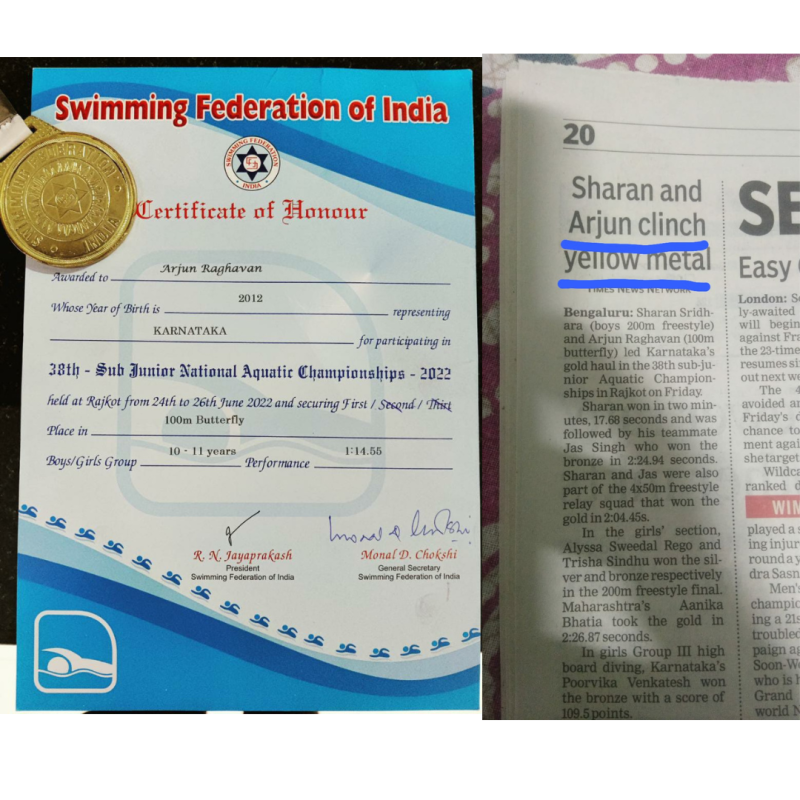 Swimming Federation of India
SWIMMING FEDERATION
INDIA
Certificate of Honour
Awarded to Arjun Raghavan
Whose Year of Birth is 2012 representing
KARNATAKA for participating in
38th - Sub Junior National Aquatic Championships - 2022
held at Rajkot from 24th to 26th June 2022 and securing First / Second / Third
Place in 100m Butterfly
Boys/Girls Group 10 - 11 years Performance 1:14.55
R. N. Jayaprakash
President
Swimming Federation of India
Monal D. Chokshi
General Secretary
Swimming Federation of India
20
Sharan and
Arjun clinch
yellow metal
TIMES NEWS NETWORK
Bengaluru: Sharan Sridh-
ara (boys 200m freestyle)
and Arjun Raghavan (100m
butterfly) led Karnataka's
gold haul in the 38th sub-ju-
nior Aquatic Champion-
ships in Rajkot on Friday.
Sharan won in two min-
utes, 17.68 seconds and was
followed by his teammate
Jas Singh who won the
bronze in 2:24.94 seconds.
Sharan and Jas were also
part of the 4x50m freestyle
relay squad that won the
gold in 2:04.45s.
In the girls' section,
Alyssa Sweedal Rego and
Trisha Sindhu won the sil-
ver and bronze respectively
in the 200m freestyle final.
Maharashtra's Aanika
Bhatia took the gold in
2:26.87 seconds.
In girls Group III high
board diving, Karnataka's
Poorvika Venkatesh won
the bronze with a score of
109.5 points.
SE
Easy
London: Se
ly-awaited
will begin
against Fra
the 23-time
resumes si
out next we
The 4
avoided a
Friday's d
chance to
ment agai
she target
Wildca
ranked d
WIM
played a s
ing injur
round a y
dra Sasn
Men's
champio
ing a 21s
troubled
paign ag
Soon-Wo
who is h
Grand
world N